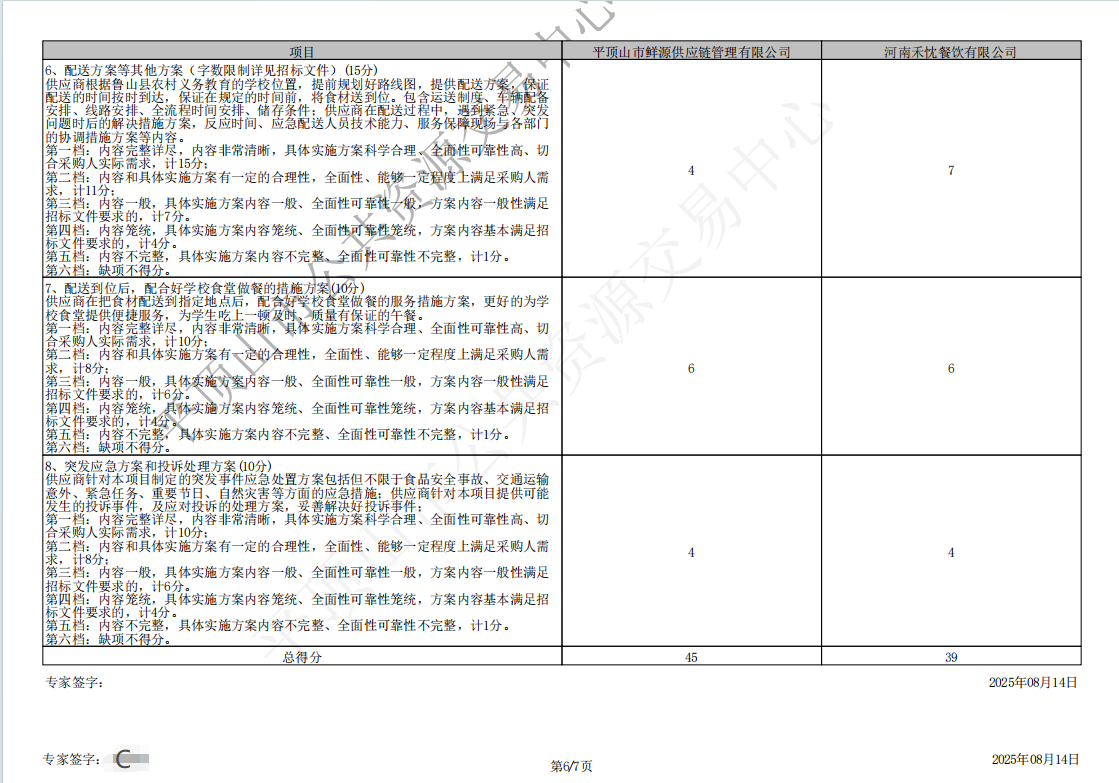 项目 平顶山市鲜源供应链管理有限公司 河南禾忱餐饮有限公司
6、配送方案等其他方案（字数限制详见招标文件）(15分)
供应商根据鲁山县农村义务教育的学校位置，提前规划好路线图，提供配送方案，保证
配送的时间按时到达，保证在规定的时间前，将食材送到位。包含运送制度、车辆配备
安排、线路安排、全流程时间安排、储存条件；供应商在配送过程中，遇到紧急、突发
问题时后的解决措施方案，反应时间、应急配送人员技术能力、服务保障现场与各部门
的协调措施方案等内容。
第一档：内容完整详尽，内容非常清晰，具体实施方案科学合理、全面性可靠性高、切
合采购人实际需求，计15分；
第二档：内容和具体实施方案有一定的合理性，全面性、能够一定程度上满足采购人需
求，计11分；
第三档：内容一般，具体实施方案内容一般、全面性可靠性一般，方案内容一般性满足
招标文件要求的，计7分。
第四档：内容笼统，具体实施方案内容笼统、全面性可靠性笼统，方案内容基本满足招
标文件要求的，计4分。
第五档：内容不完整，具体实施方案内容不完整、全面性可靠性不完整，计1分。
第六档：缺项不得分。
4 7
7、配送到位后，配合好学校食堂做餐的措施方案(10分)
供应商在把食材配送到指定地点后，配合好学校食堂做餐的服务措施方案，更好的为学
校食堂提供便捷服务，为学生吃上一顿及时、质量有保证的午餐。
第一档：内容完整详尽，内容非常清晰，具体实施方案科学合理、全面性可靠性高、切
合采购人实际需求，计10分；
第二档：内容和具体实施方案有一定的合理性，全面性、能够一定程度上满足采购人需
求，计8分；
第三档：内容一般，具体实施方案内容一般、全面性可靠性一般，方案内容一般性满足
招标文件要求的，计6分。
第四档：内容笼统，具体实施方案内容笼统、全面性可靠性笼统，方案内容基本满足招
标文件要求的，计4分。
第五档：内容不完整，具体实施方案内容不完整、全面性可靠性不完整，计1分。
第六档：缺项不得分。
6 6
8、突发应急方案和投诉处理方案(10分)
供应商针对本项目制定的突发事件应急处置方案包括但不限于食品安全事故、交通运输
意外、紧急任务、重要节日、自然灾害等方面的应急措施；供应商针对本项目提供可能
发生的投诉事件，及应对投诉的处理方案，妥善解决好投诉事件；
第一档：内容完整详尽，内容非常清晰，具体实施方案科学合理、全面性可靠性高、切
合采购人实际需求，计10分；
第二档：内容和具体实施方案有一定的合理性，全面性、能够一定程度上满足采购人需
求，计8分；
第三档：内容一般，具体实施方案内容一般、全面性可靠性一般，方案内容一般性满足
招标文件要求的，计6分。
第四档：内容笼统，具体实施方案内容笼统、全面性可靠性笼统，方案内容基本满足招
标文件要求的，计4分。
第五档：内容不完整，具体实施方案内容不完整、全面性可靠性不完整，计1分。
第六档：缺项不得分。
4 4
总得分 45 39
专家签字： 2025年08月14日
专家签字： C 2025年08月14日
第6/7页
平顶山市公共资源交易中心
平顶山市公共资源交易中心